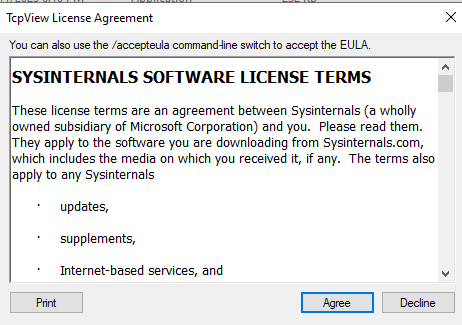 TcpView License Agreement
You can also use the /accepteula command-line switch to accept the EULA.
SYSINTERNALS SOFTWARE LICENSE TERMS
These license terms are an agreement between Sysinternals (a wholly
owned subsidiary of Microsoft Corporation) and you.  Please read them.
They apply to the software you are downloading from Sysinternals.com,
which includes the media on which you received it, if any.  The terms also
apply to any Sysinternals
· updates,
· supplements,
· Internet-based services, and
Print Agree Decline